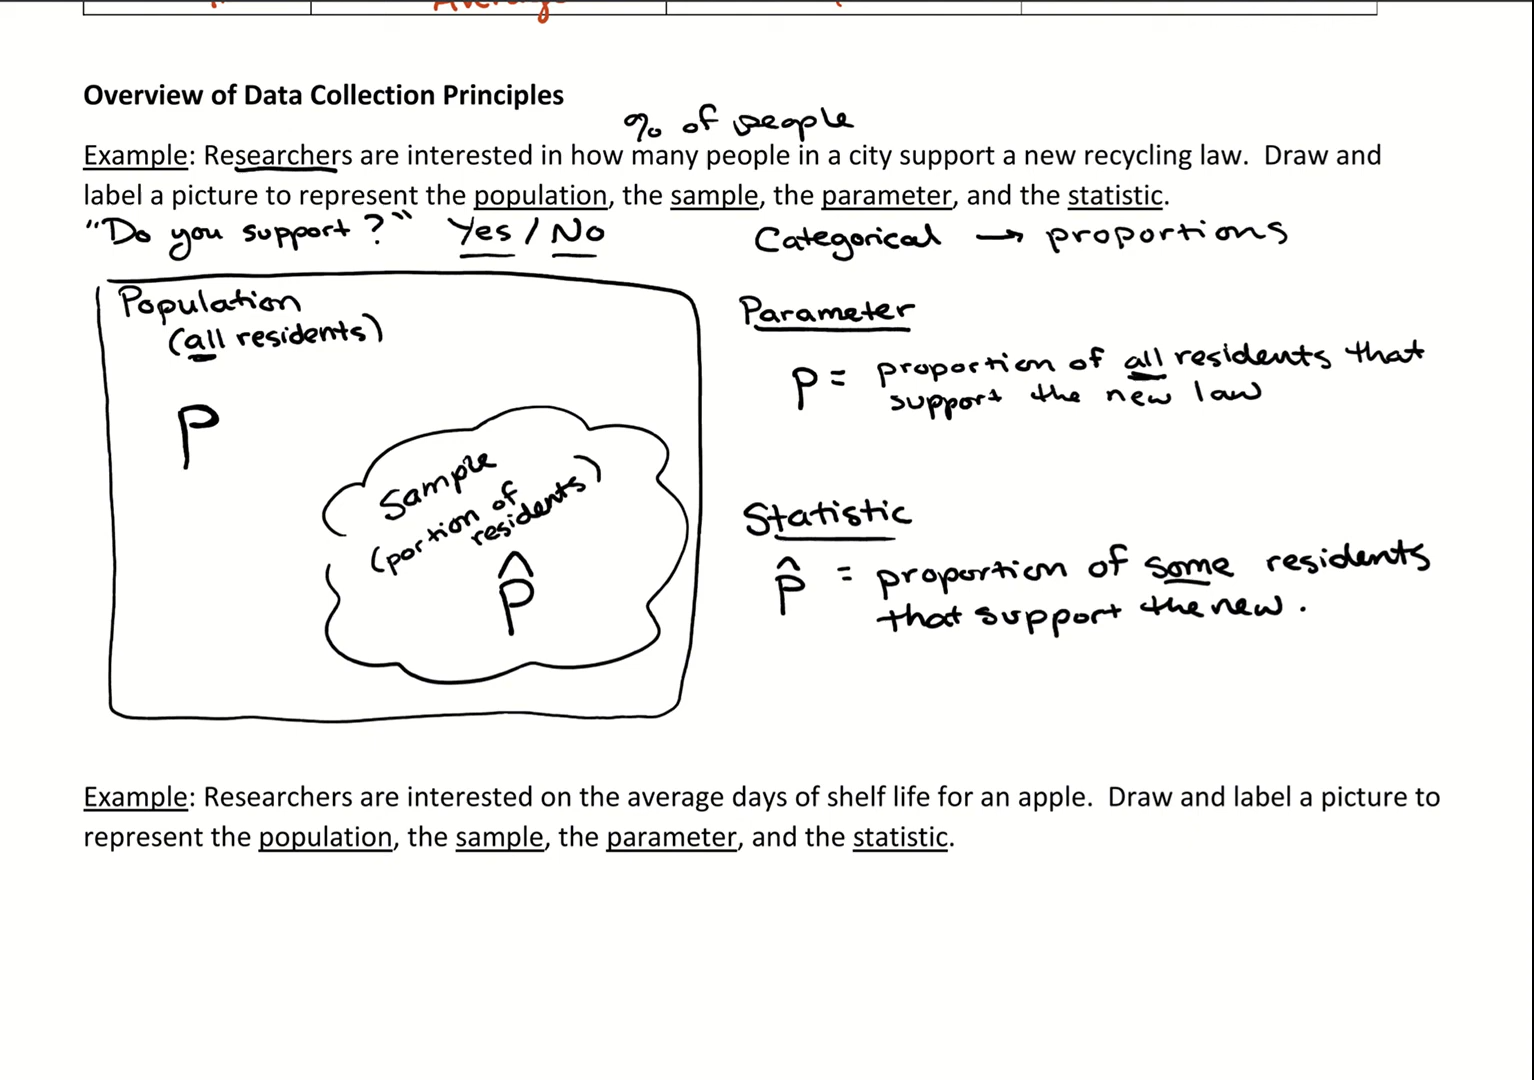 Overview of Data Collection Principles
% of people
Example: Researchers are interested in how many people in a city support a new recycling law. Draw and
label a picture to represent the population, the sample, the parameter, and the statistic.
"Do you support?" Yes / No
Categorical → proportions
Population
(all residents)
P
Sample
(portion of
residents)
p̂
Parameter
p = proportion of all residents that
support the new law
Statistic
p̂ = proportion of some residents
that support the new.
Example: Researchers are interested on the average days of shelf life for an apple. Draw and label a picture to
represent the population, the sample, the parameter, and the statistic.